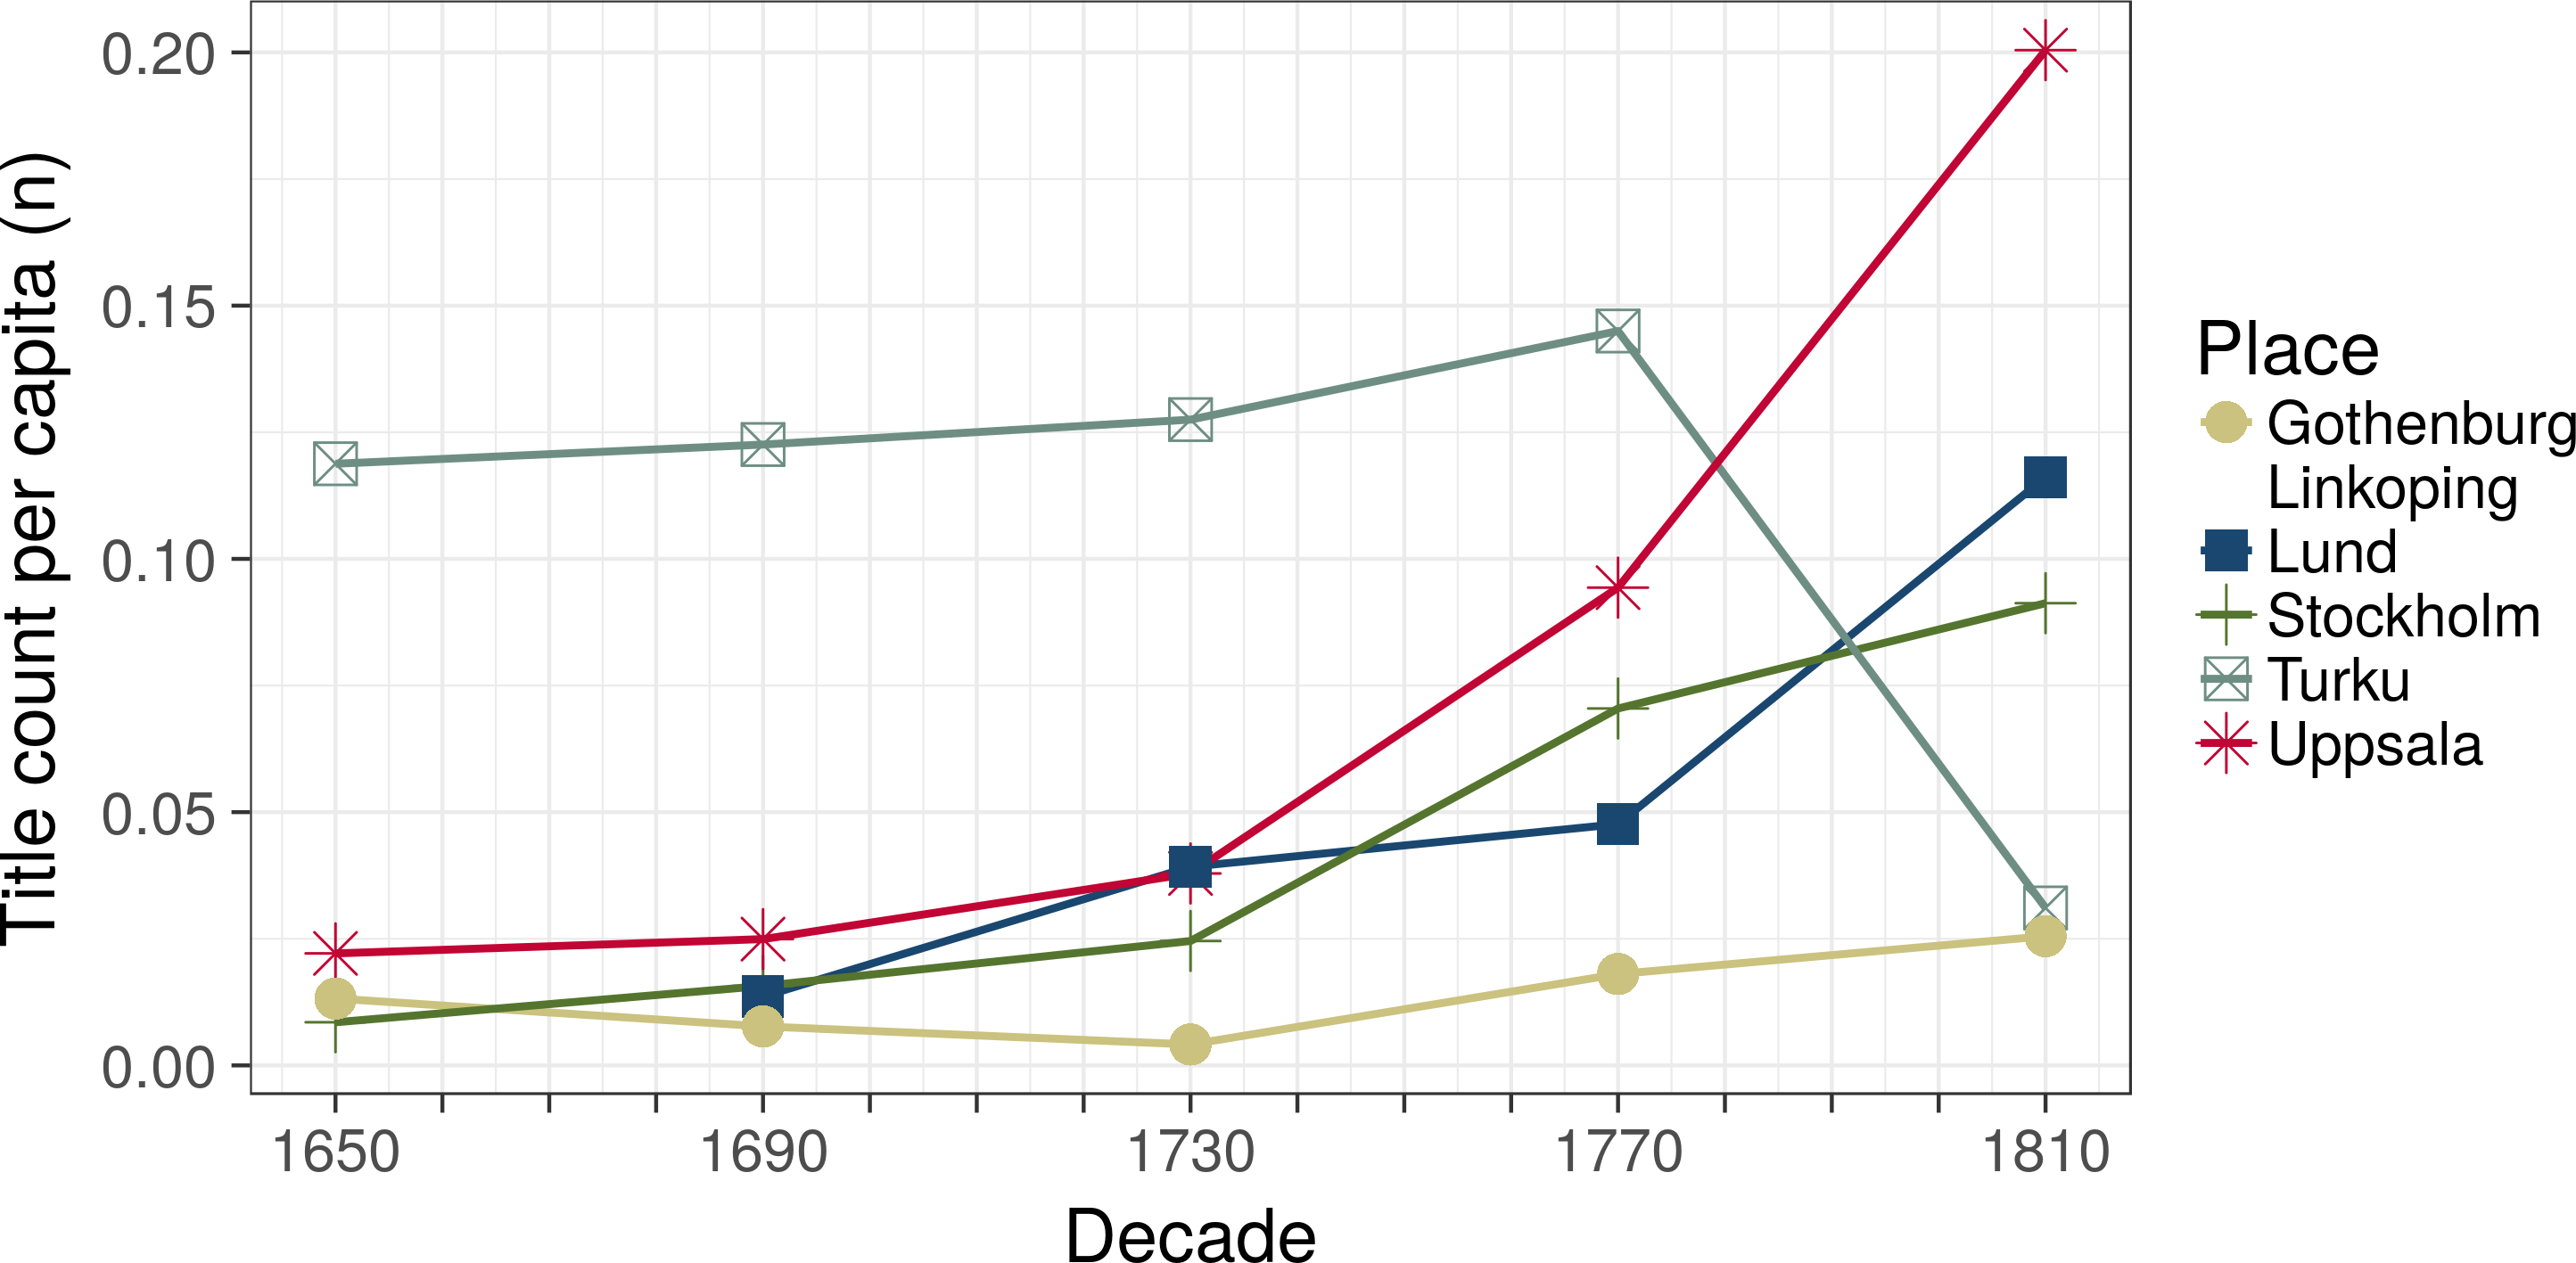 Title count per capita (n)
0.20
0.15
0.10
0.05
0.00
1650 1690 1730 1770 1810
Decade
Place
Gothenburg
Linkoping
Lund
Stockholm
Turku
Uppsala